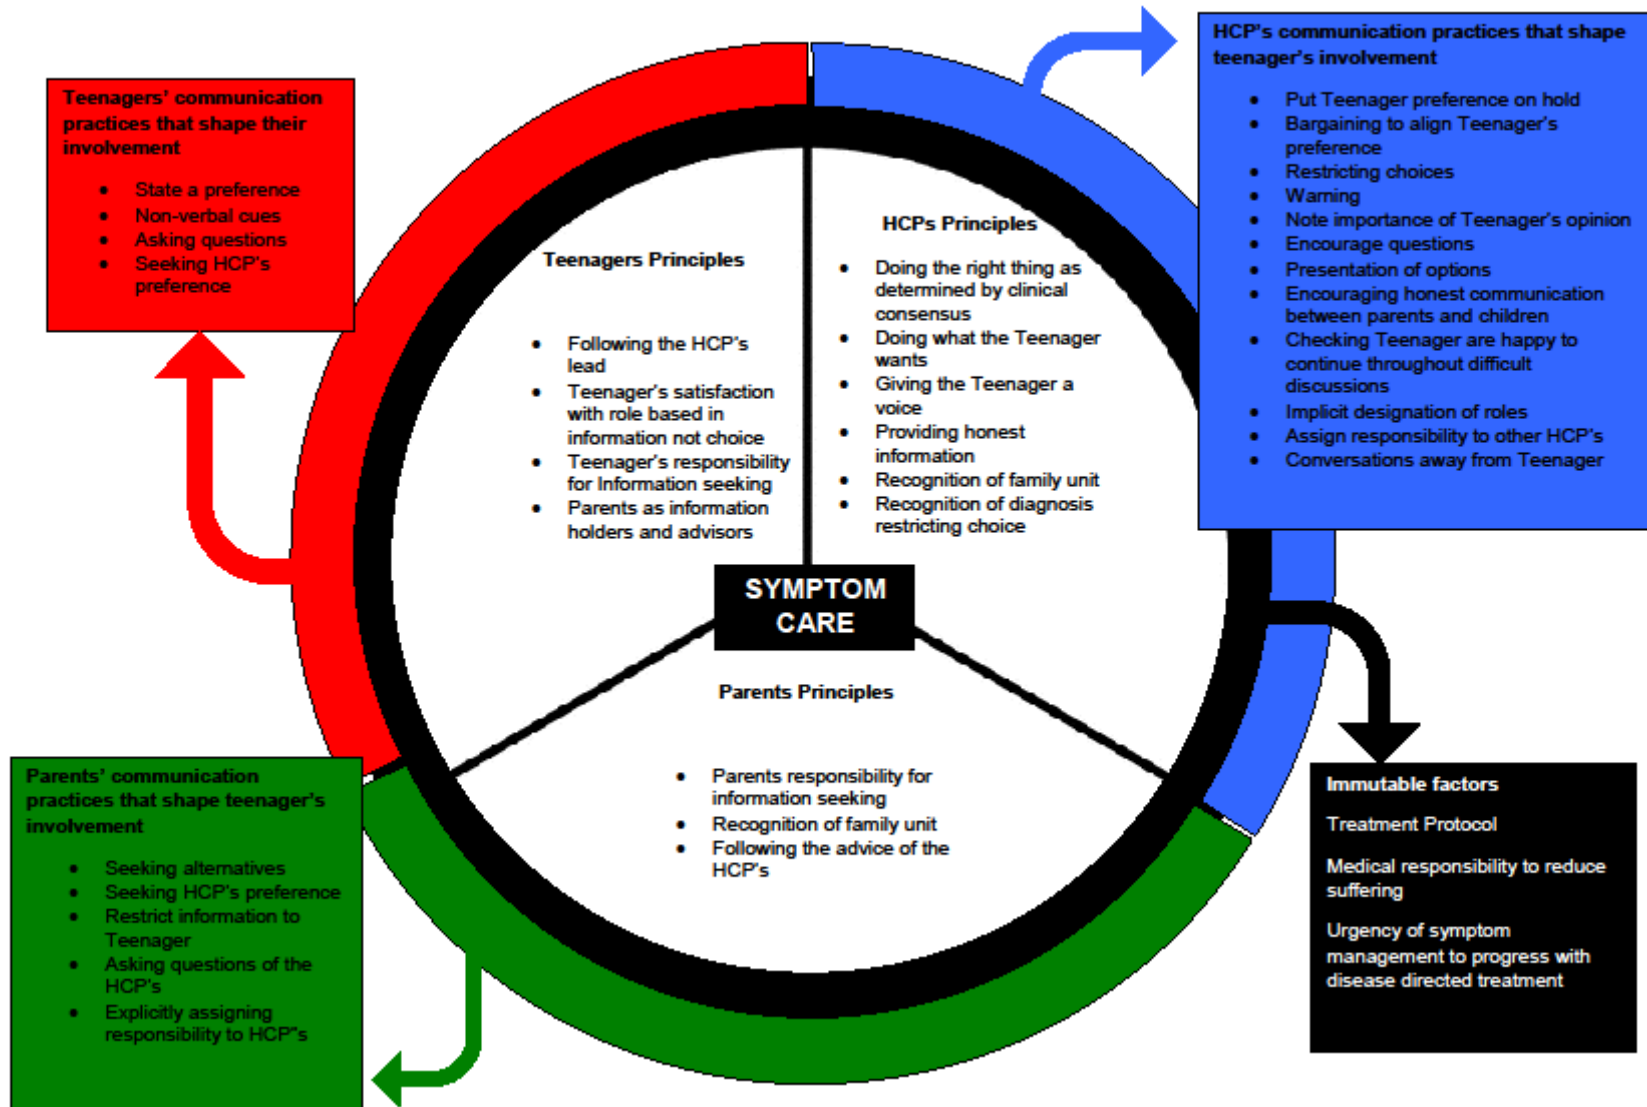 Teenagers' communication
practices that shape their
involvement
• State a preference
• Non-verbal cues
• Asking questions
• Seeking HCP's
preference
HCP's communication practices that shape
teenager's involvement
• Put Teenager preference on hold
• Bargaining to align Teenager's
preference
• Restricting choices
• Warning
• Note importance of Teenager's opinion
• Encourage questions
• Presentation of options
• Encouraging honest communication
between parents and children
• Checking Teenager are happy to
continue throughout difficult
discussions
• Implicit designation of roles
• Assign responsibility to other HCP's
• Conversations away from Teenager
Teenagers Principles
• Following the HCP's
lead
• Teenager's satisfaction
with role based in
information not choice
• Teenager's responsibility
for Information seeking
• Parents as information
holders and advisors
HCPs Principles
• Doing the right thing as
determined by clinical
consensus
• Doing what the Teenager
wants
• Giving the Teenager a
voice
• Providing honest
information
• Recognition of family unit
• Recognition of diagnosis
restricting choice
SYMPTOM
CARE
Parents Principles
• Parents responsibility for
information seeking
• Recognition of family unit
• Following the advice of the
HCP's
Parents' communication
practices that shape teenager's
involvement
• Seeking alternatives
• Seeking HCP's preference
• Restrict information to
Teenager
• Asking questions of the
HCP's
• Explicitly assigning
responsibility to HCP"s
Immutable factors
Treatment Protocol
Medical responsibility to reduce
suffering
Urgency of symptom
management to progress with
disease directed treatment